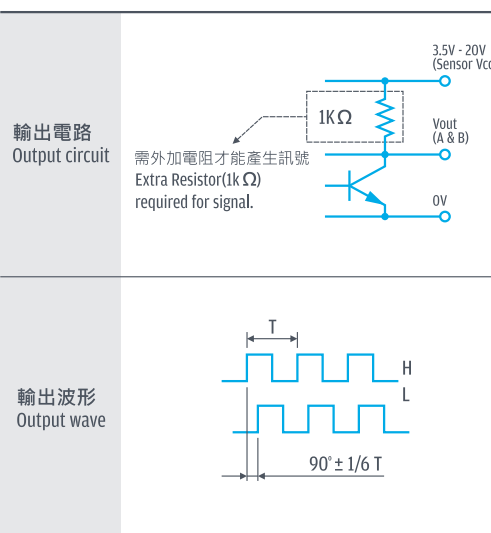 輸出電路
Output circuit
3.5V - 20V
(Sensor Vcc
1KΩ
Vout
(A & B)
需外加電阻才能產生訊號
Extra Resistor(1k Ω)
required for signal.
0V
輸出波形
Output wave
T
H
L
90°± 1/6 T